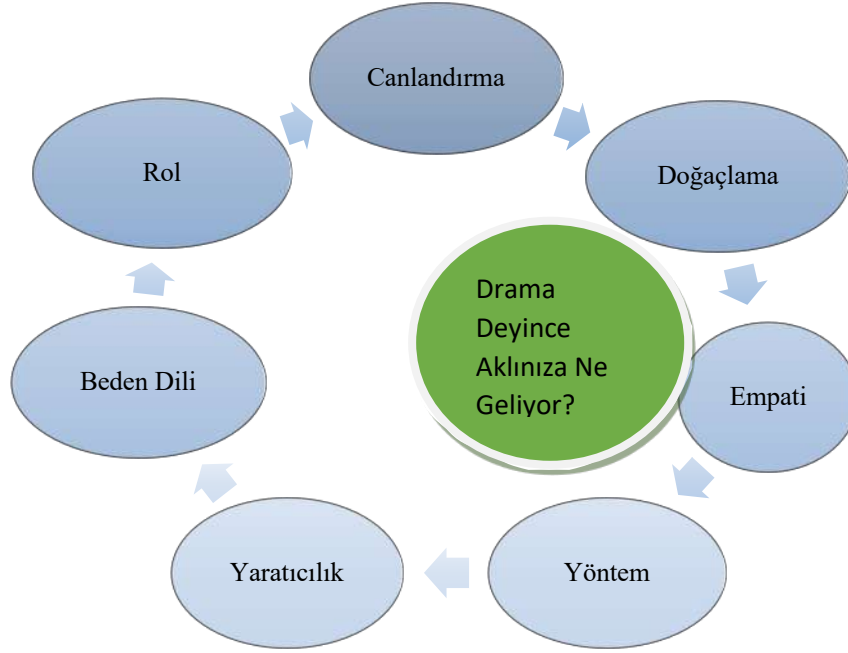 Canlandırma
Doğaçlama
Empati
Yöntem
Yaratıcılık
Beden Dili
Rol
Drama
Deyince
Aklınıza Ne
Geliyor?